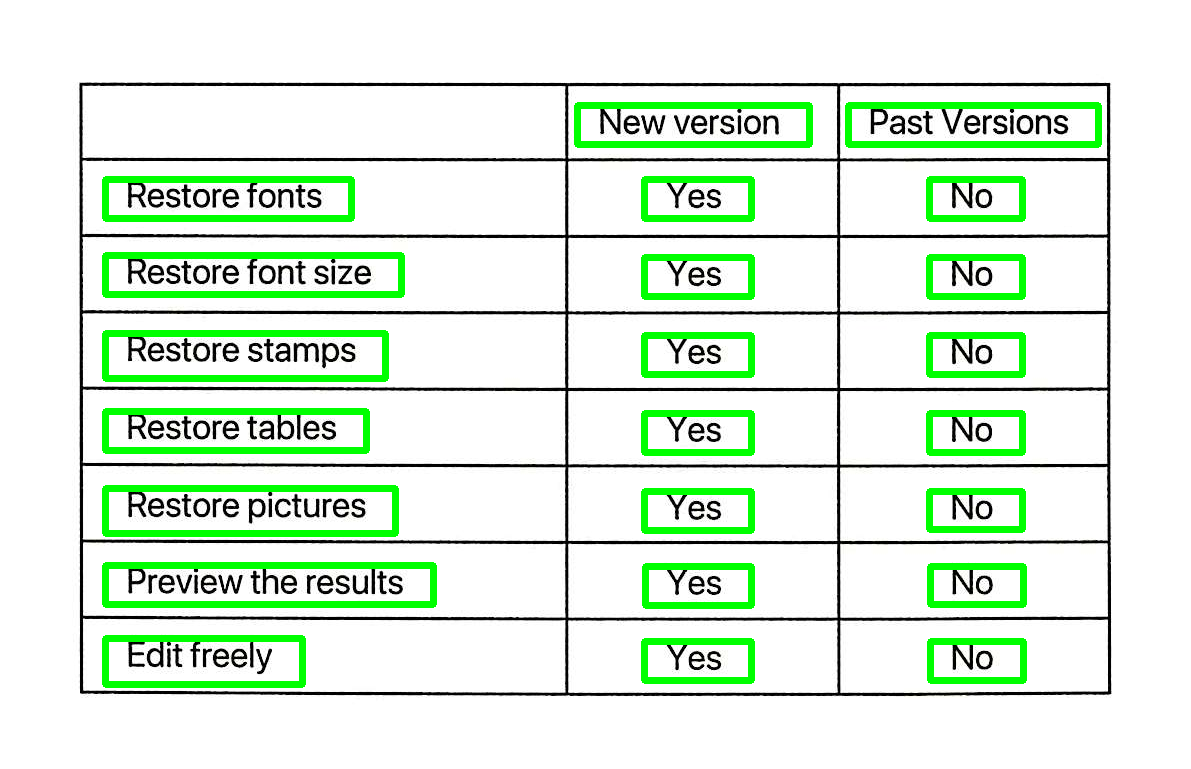 New version Past Versions
Restore fonts Yes No
Restore font size Yes No
Restore stamps Yes No
Restore tables Yes No
Restore pictures Yes No
Preview the results Yes No
Edit freely Yes No